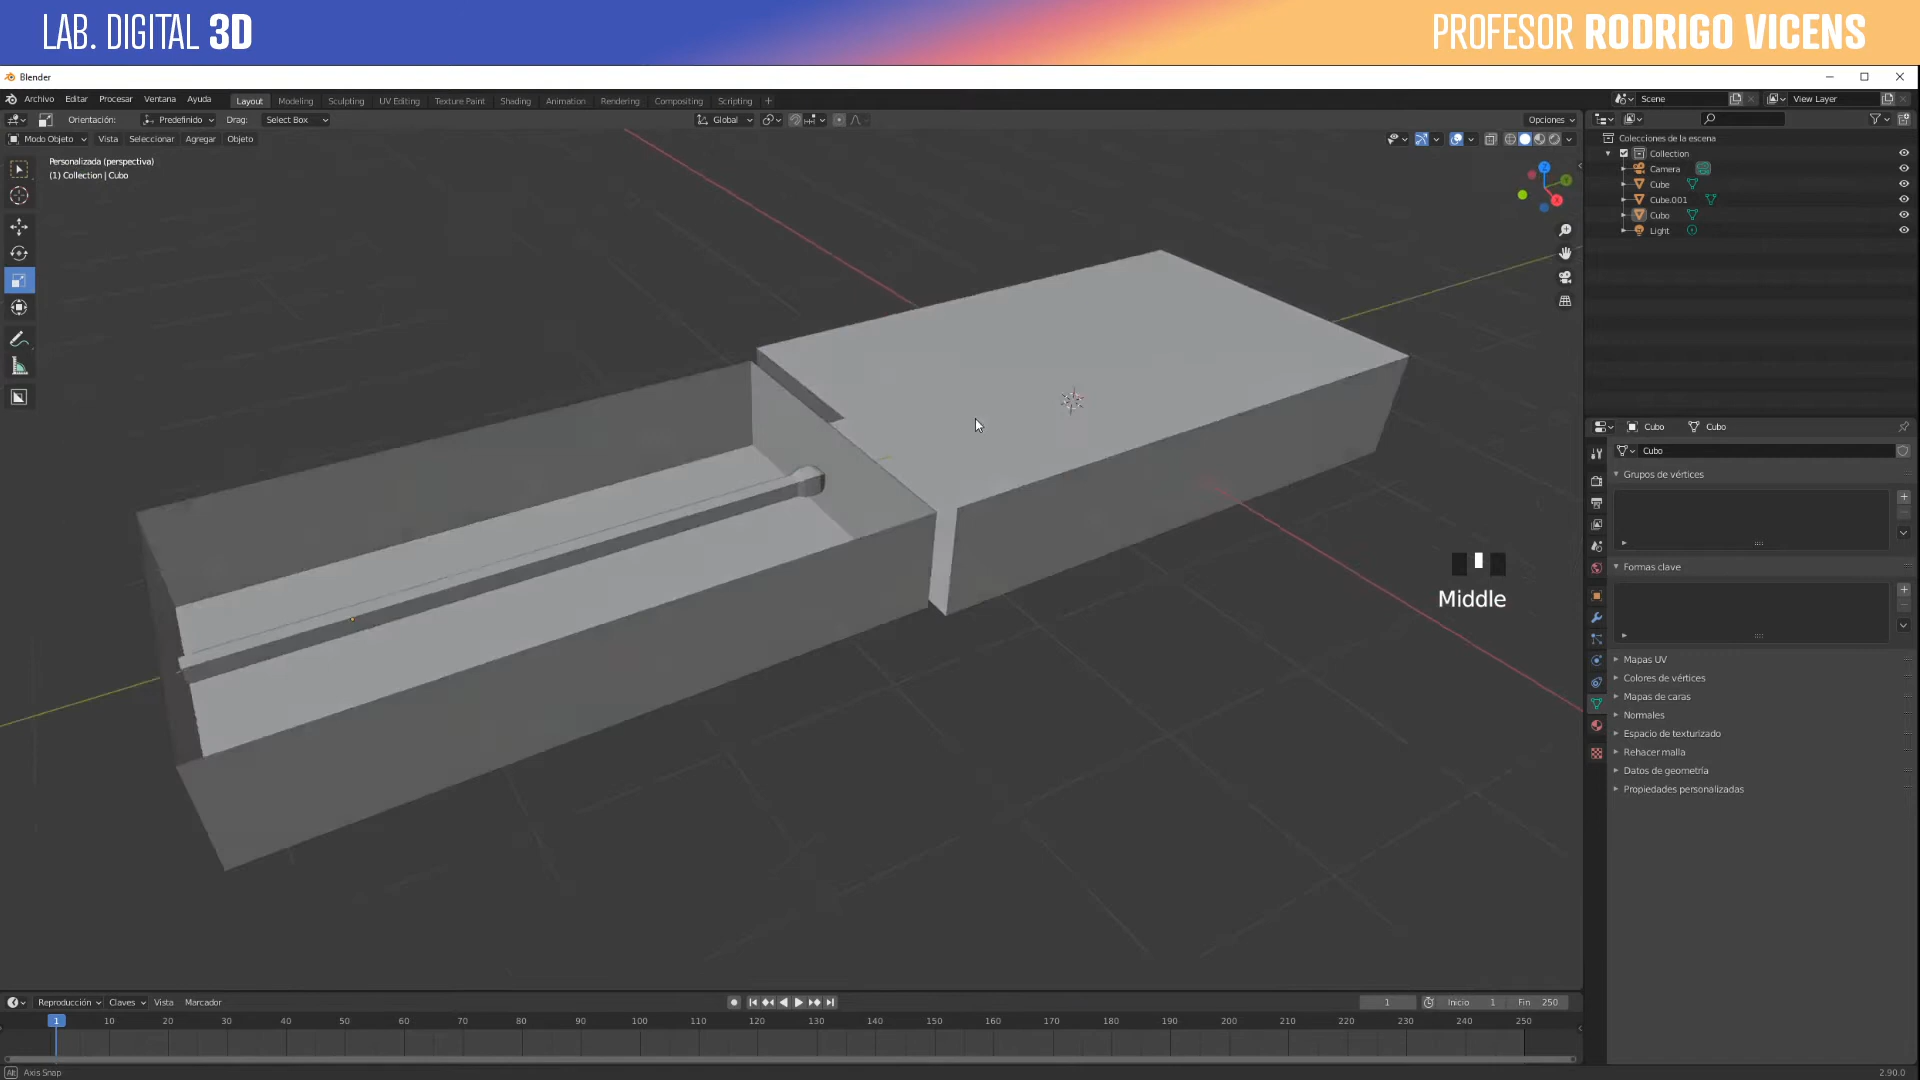 LAB. DIGITAL 3D
PROFESOR RODRIGO VICENS
Blender
Archivo Editar Procesar Ventana Ayuda Layout Modeling Sculpting UV Editing Texture Paint Shading Animation Rendering Compositing Scripting + Scene View Layer
Orientación: Predefinido Drag: Select Box Global Opciones
Modo Objeto Vista Seleccionar Agregar Objeto
Personalizada (perspectiva)
(1) Collection | Cubo
Z
Y
X
Colecciones de la escena
Collection
Camera
Cube
Cube.001
Cubo
Light
Cubo Cubo
Cubo
Grupos de vértices
Formas clave
Mapas UV
Colores de vértices
Mapas de caras
Normales
Espacio de texturizado
Rehacer malla
Datos de geometría
Propiedades personalizadas
Middle
Reproducción Claves Vista Marcador 1 Inicio 1 Fin 250
1 10 20 30 40 50 60 70 80 90 100 110 120 130 140 150 160 170 180 190 200 210 220 230 240 250
Alt Axis Snap
2.90.0